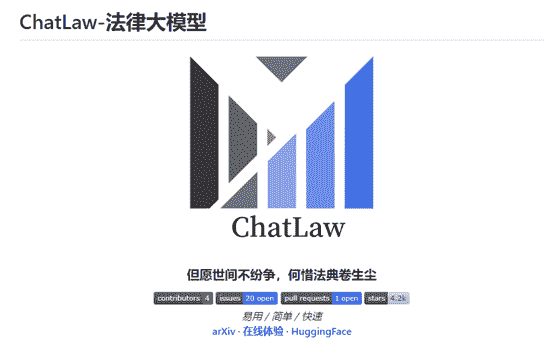 ChatLaw-法律大模型
ChatLaw
但愿世间不纷争，何惜法典卷生尘
contributors 4 issues 20 open pull requests 1 open stars 4.2k
易用 / 简单 / 快速
arXiv · 在线体验 · HuggingFace